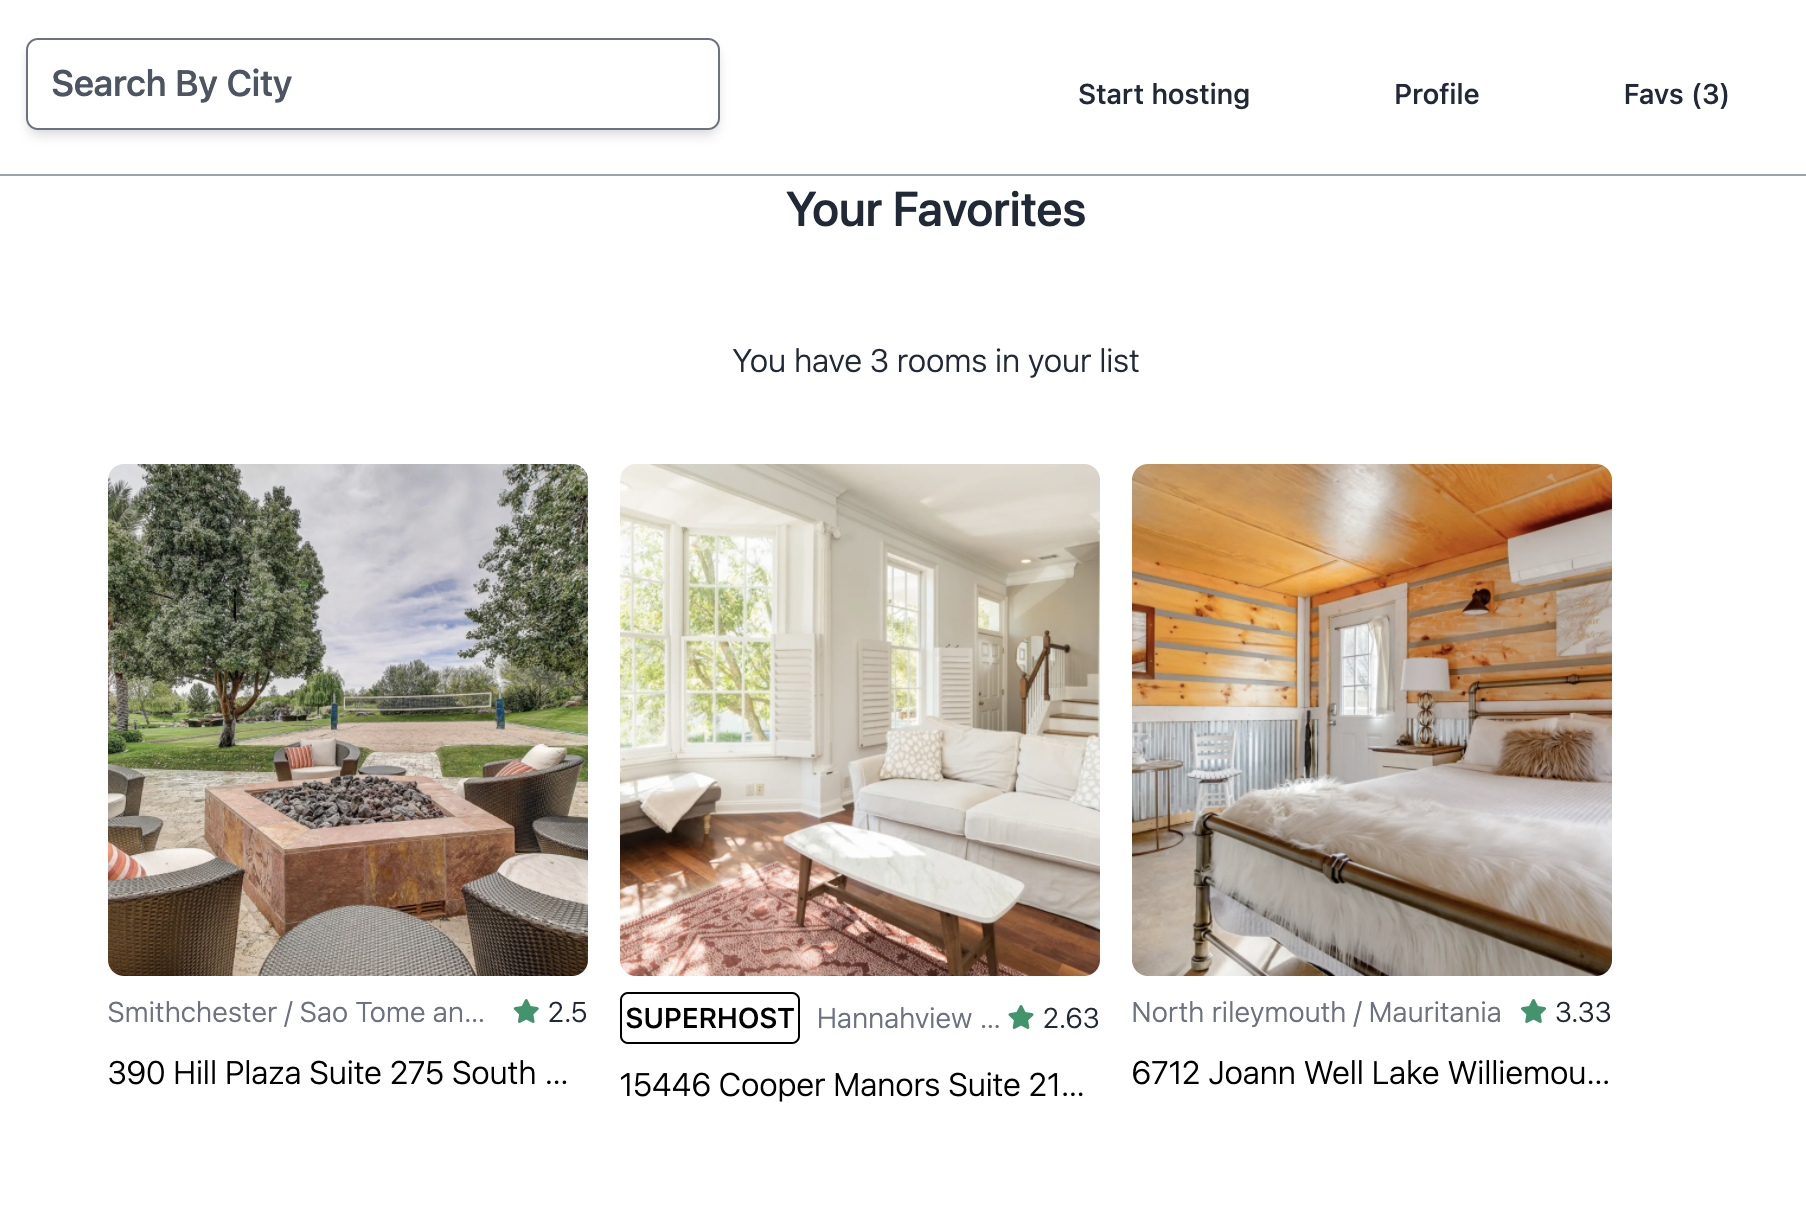 Search By City
Start hosting
Profile
Favs (3)
Your Favorites
You have 3 rooms in your list
Smithchester / Sao Tome an... 2.5
390 Hill Plaza Suite 275 South ...
SUPERHOST Hannahview ... 2.63
15446 Cooper Manors Suite 21...
North rileymouth / Mauritania 3.33
6712 Joann Well Lake Williemou...